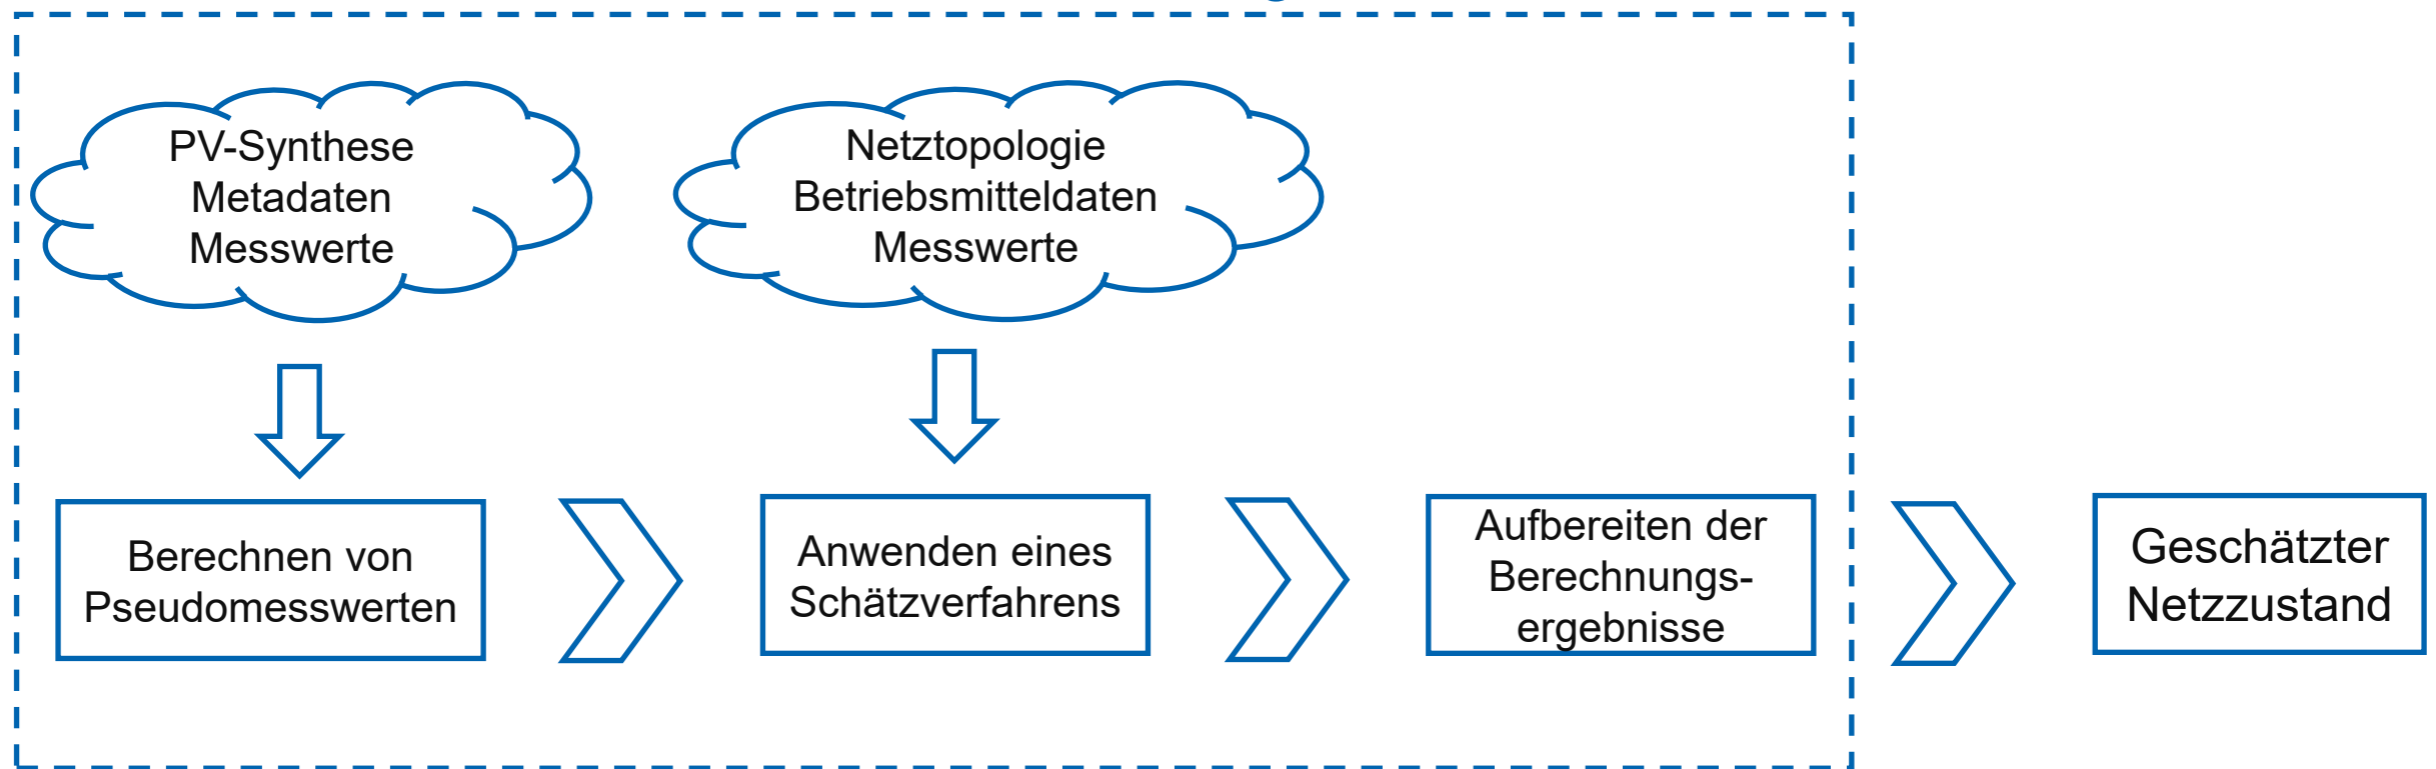 PV-Synthese
Metadaten
Messwerte
Netztopologie
Betriebsmitteldaten
Messwerte
Berechnen von
Pseudomesswerten
Anwenden eines
Schätzverfahrens
Aufbereiten der
Berechnungs-
ergebnisse
Geschätzter
Netzzustand